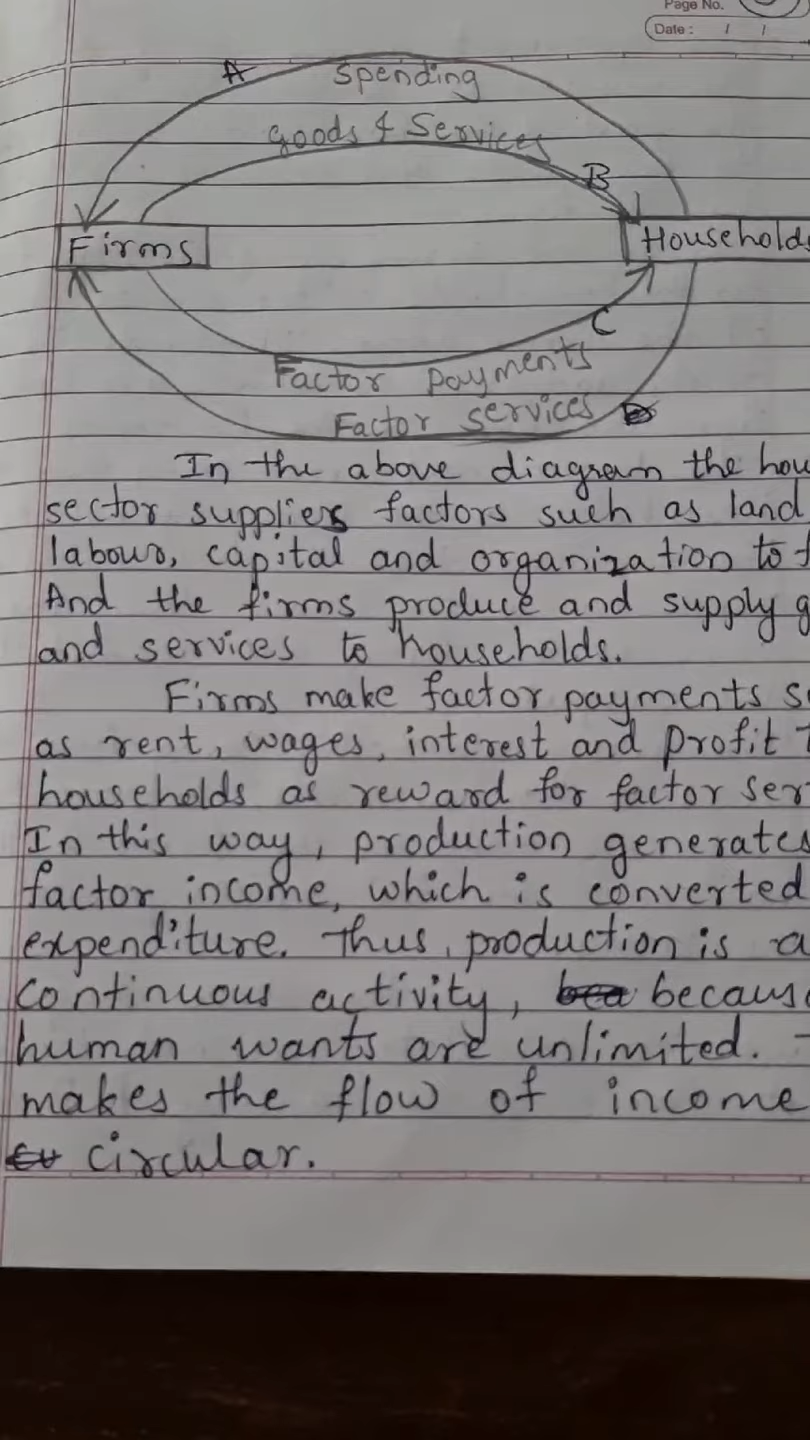 Page No.
Date : / /
A
Spending
goods & Services
B
Firms
Households
C
Factor payments
Factor services
In the above diagram the hou
sector suppliers factors such as land
labour, capital and organization to
And the firms produce and supply g
and services to households.
Firms make factor payments s
as rent, wages, interest and profit
households as reward for factor ser
In this way, production generates
factor income, which is converted
expenditure. Thus, production is a
continuous activity, becaus
human wants are unlimited.
makes the flow of income
circular.